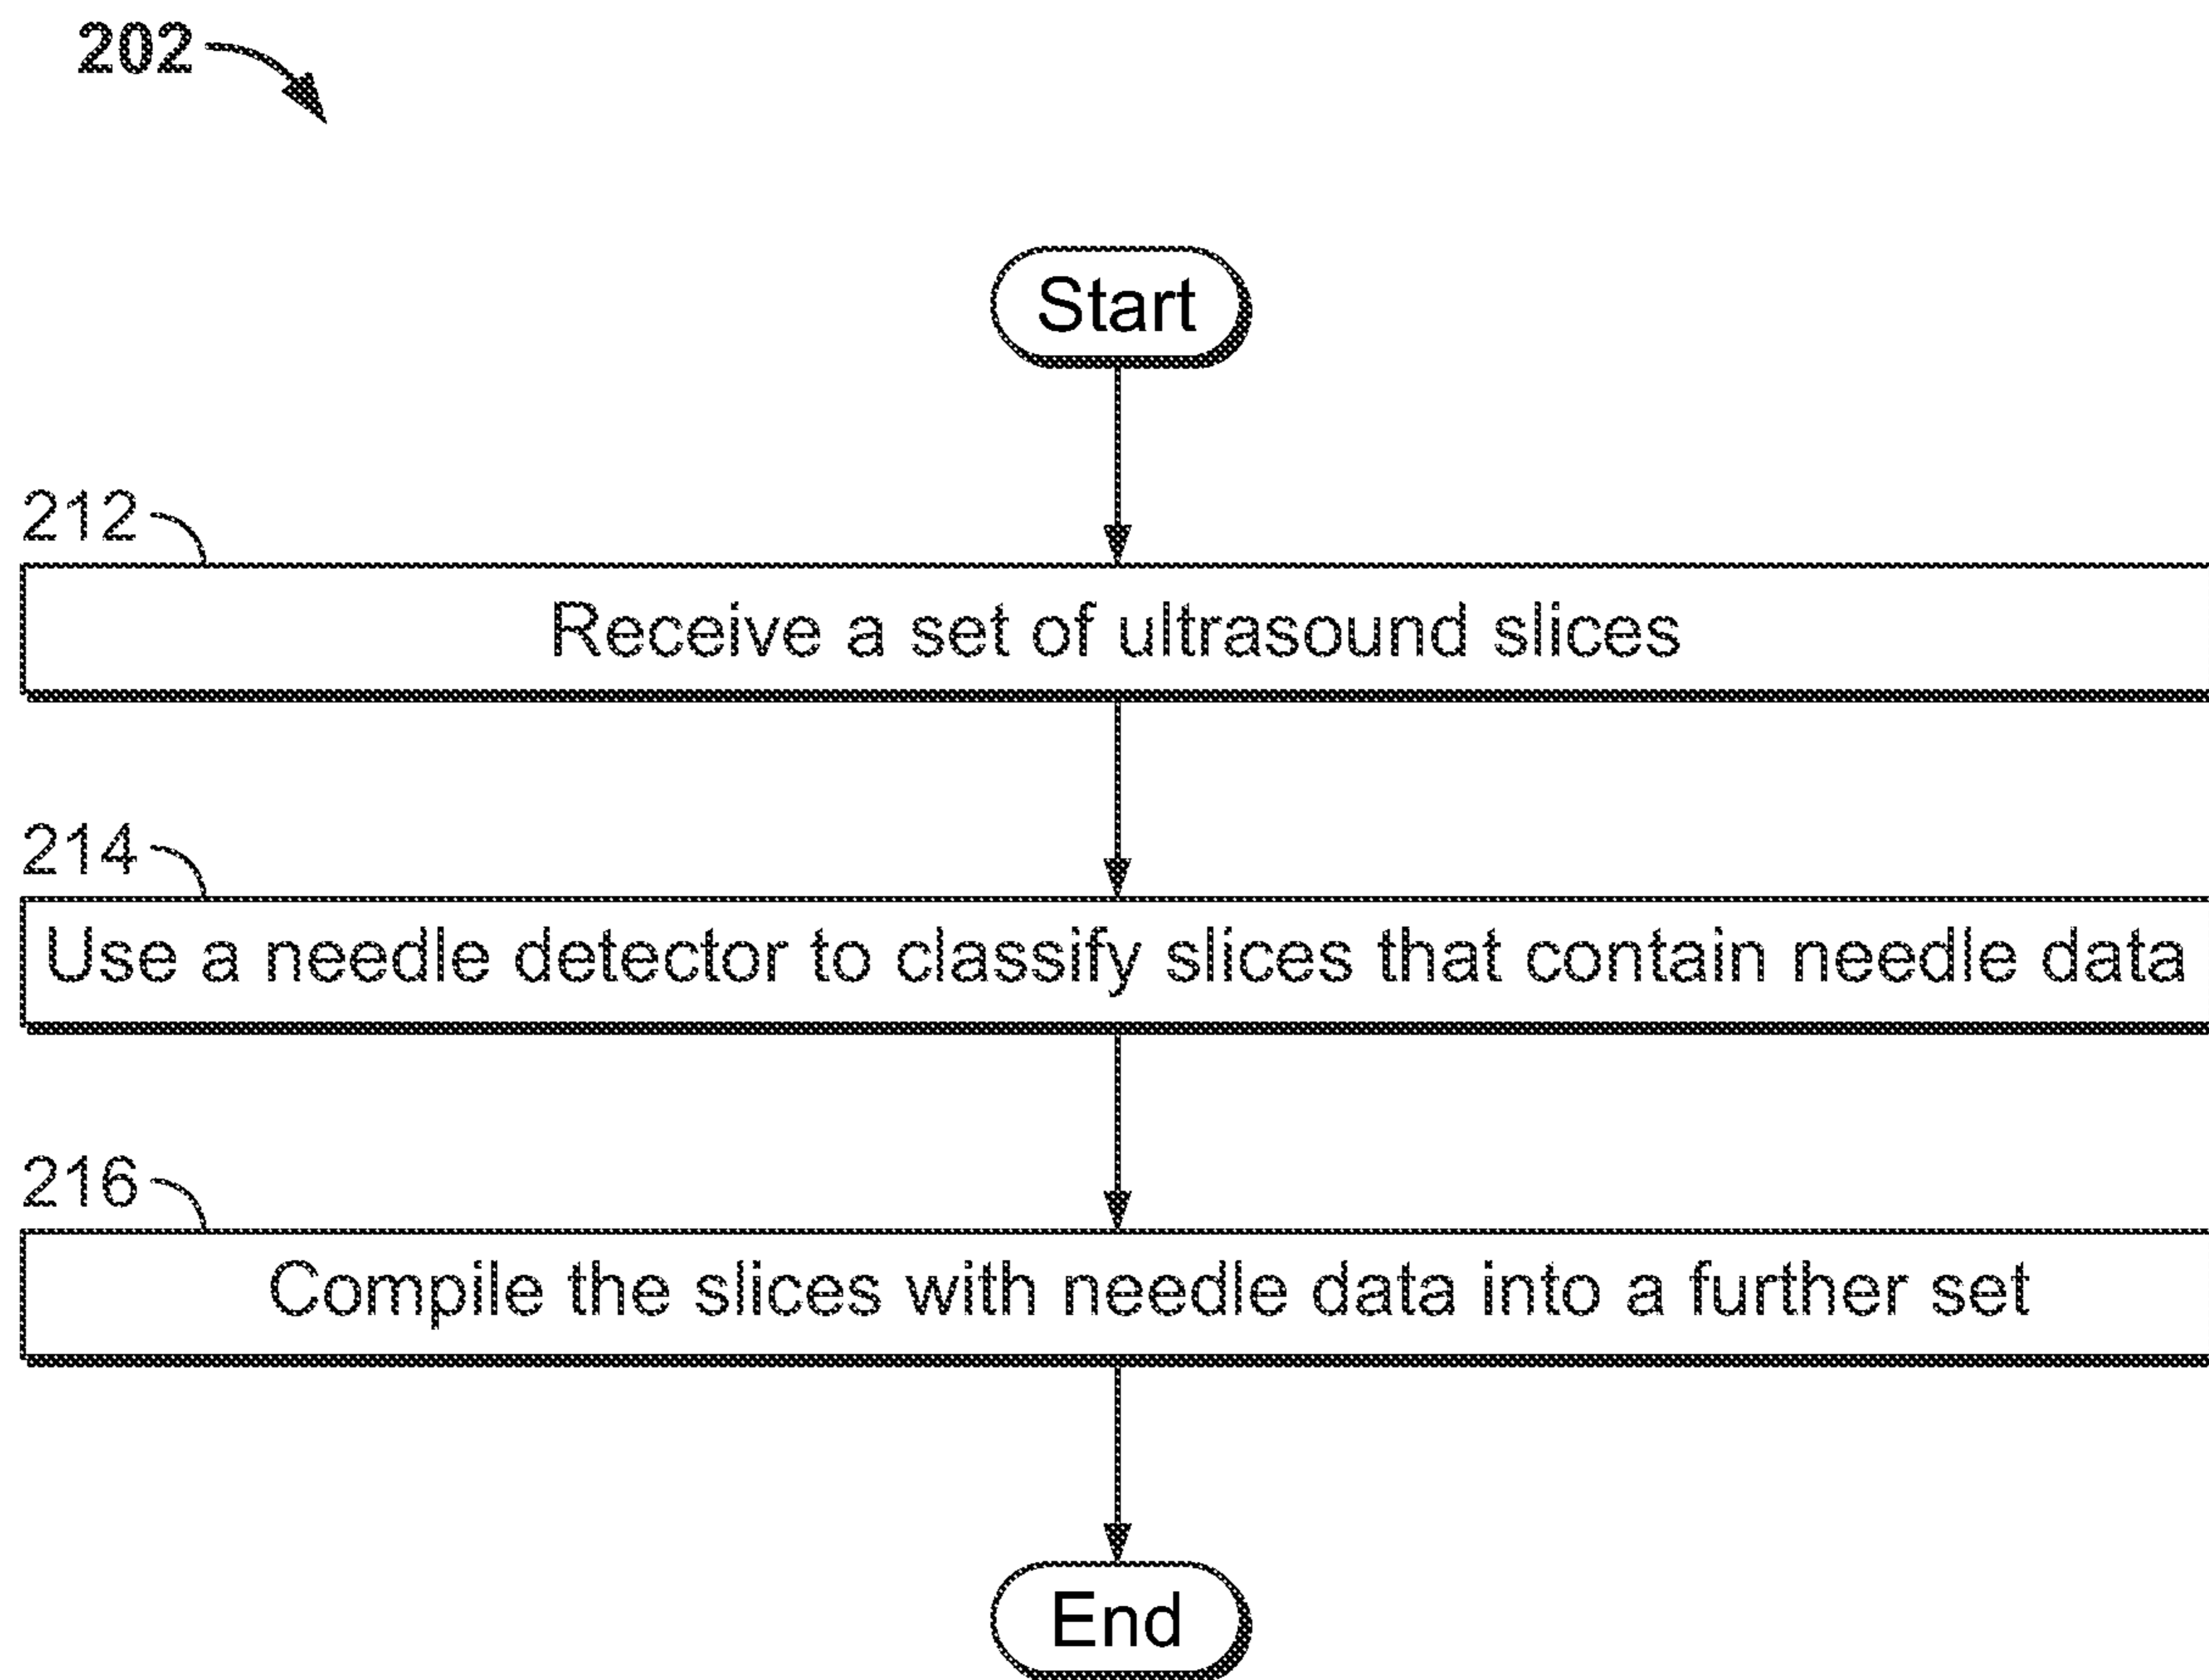 202
Start
212
Receive a set of ultrasound slices
214
Use a needle detector to classify slices that contain needle data
216
Compile the slices with needle data into a further set
End